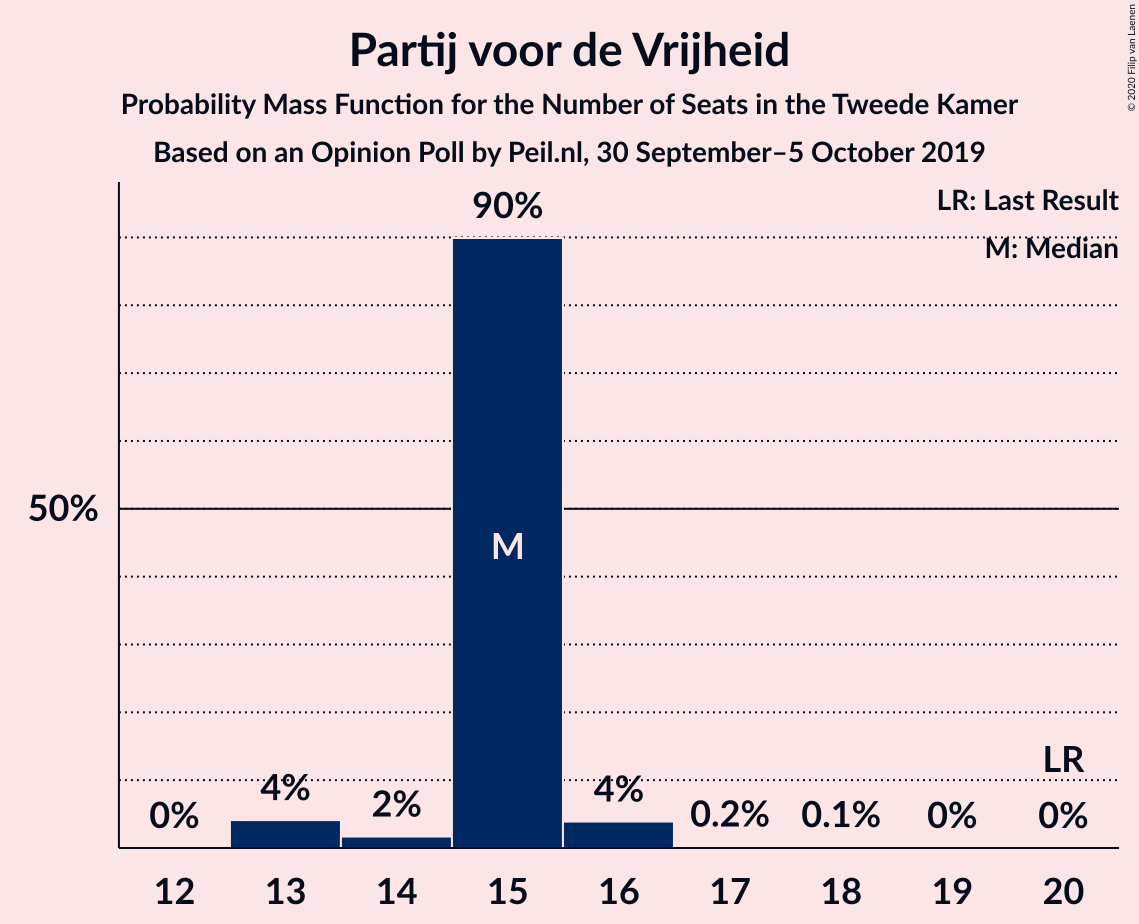 Partij voor de Vrijheid
Probability Mass Function for the Number of Seats in the Tweede Kamer
Based on an Opinion Poll by Peil.nl, 30 September–5 October 2019
© 2020 Filip van Laenen
LR: Last Result
M: Median
90%
50%
M
LR
0%
4%
2%
4%
0.2%
0.1%
0%
0%
12
13
14
15
16
17
18
19
20